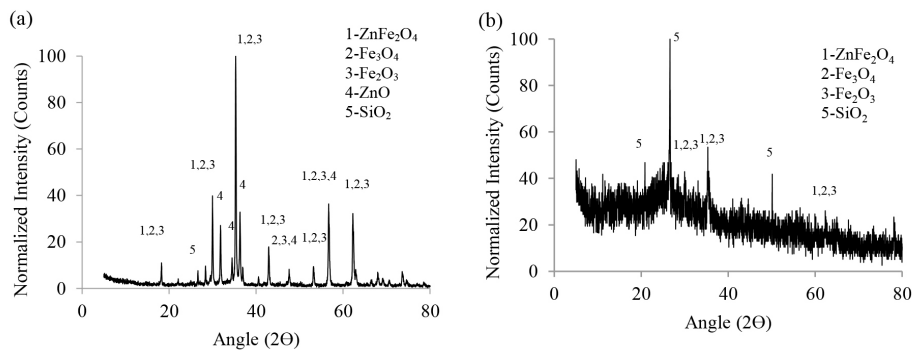 (a)
1,2,3
1-ZnFe₂O₄
2-Fe₃O₄
3-Fe₂O₃
4-ZnO
5-SiO₂
Normalized Intensity (Counts)
100
80
60
40
20
0
1,2,3
5
1,2,3
4
4
4
1,2,3
2,3,4
1,2,3
1,2,3,4
1,2,3
0 20 40 60 80
Angle (2Θ)
(b)
5
1-ZnFe₂O₄
2-Fe₃O₄
3-Fe₂O₃
5-SiO₂
Normalized Intensity (Counts)
100
80
60
40
20
0
5
1,2,3
1,2,3
5
1,2,3
0 20 40 60 80
Angle (2Θ)